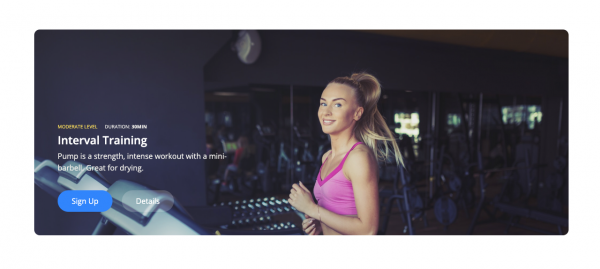 MODERATE LEVEL DURATION: 30MIN
Interval Training
Pump is a strength, intense workout with a mini-
barbell. Great for drying.
Sign Up
Details